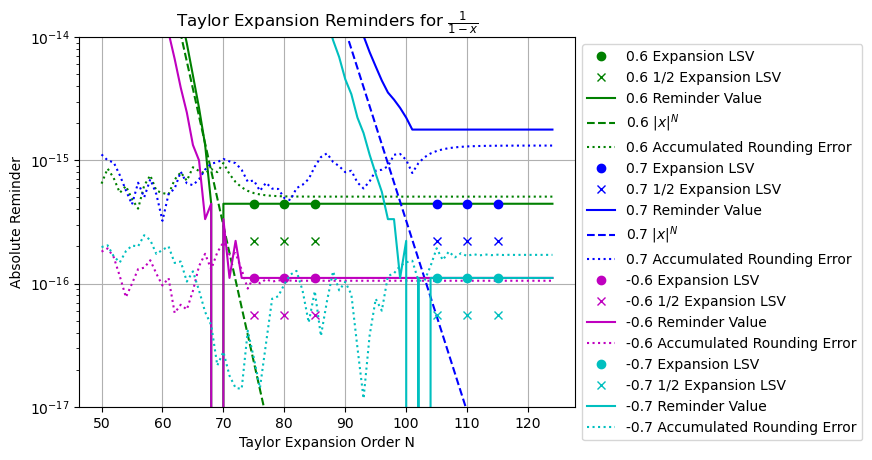 Taylor Expansion Reminders for $\frac{1}{1-x}$
Absolute Reminder
10⁻¹⁴
10⁻¹⁵
10⁻¹⁶
10⁻¹⁷
50 60 70 80 90 100 110 120
Taylor Expansion Order N
0.6 Expansion LSV
0.6 1/2 Expansion LSV
0.6 Reminder Value
0.6 $|x|^N$
0.6 Accumulated Rounding Error
0.7 Expansion LSV
0.7 1/2 Expansion LSV
0.7 Reminder Value
0.7 $|x|^N$
0.7 Accumulated Rounding Error
-0.6 Expansion LSV
-0.6 1/2 Expansion LSV
-0.6 Reminder Value
-0.6 Accumulated Rounding Error
-0.7 Expansion LSV
-0.7 1/2 Expansion LSV
-0.7 Reminder Value
-0.7 Accumulated Rounding Error